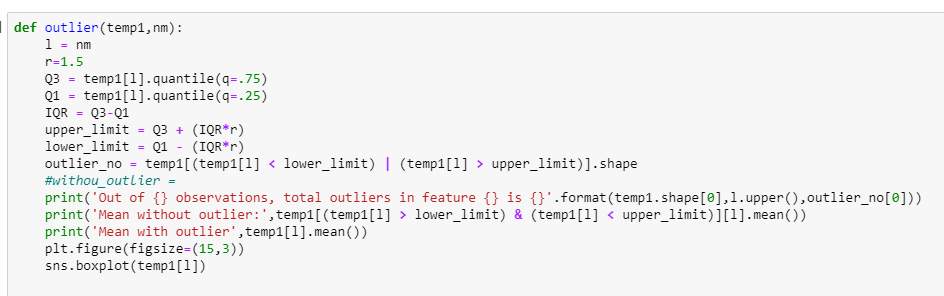 def outlier(temp1,nm):
    l = nm
    r=1.5
    Q3 = temp1[l].quantile(q=.75)
    Q1 = temp1[l].quantile(q=.25)
    IQR = Q3-Q1
    upper_limit = Q3 + (IQR*r)
    lower_limit = Q1 - (IQR*r)
    outlier_no = temp1[(temp1[l] < lower_limit) | (temp1[l] > upper_limit)].shape
    #withou_outlier =
    print('Out of {} observations, total outliers in feature {} is {}'.format(temp1.shape[0],l.upper(),outlier_no[0]))
    print('Mean without outlier:',temp1[(temp1[l] > lower_limit) & (temp1[l] < upper_limit)][l].mean())
    print('Mean with outlier',temp1[l].mean())
    plt.figure(figsize=(15,3))
    sns.boxplot(temp1[l])